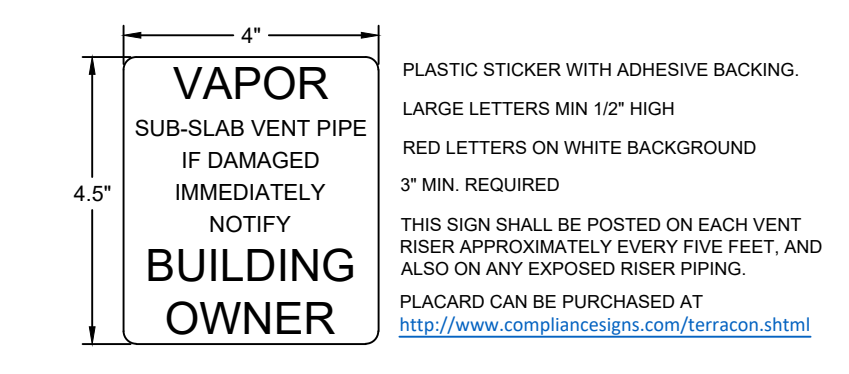 4"
4.5"
VAPOR
SUB-SLAB VENT PIPE
IF DAMAGED
IMMEDIATELY
NOTIFY
BUILDING
OWNER
PLASTIC STICKER WITH ADHESIVE BACKING.
LARGE LETTERS MIN 1/2" HIGH
RED LETTERS ON WHITE BACKGROUND
3" MIN. REQUIRED
THIS SIGN SHALL BE POSTED ON EACH VENT
RISER APPROXIMATELY EVERY FIVE FEET, AND
ALSO ON ANY EXPOSED RISER PIPING.
PLACARD CAN BE PURCHASED AT
http://www.compliancesigns.com/terracon.shtml